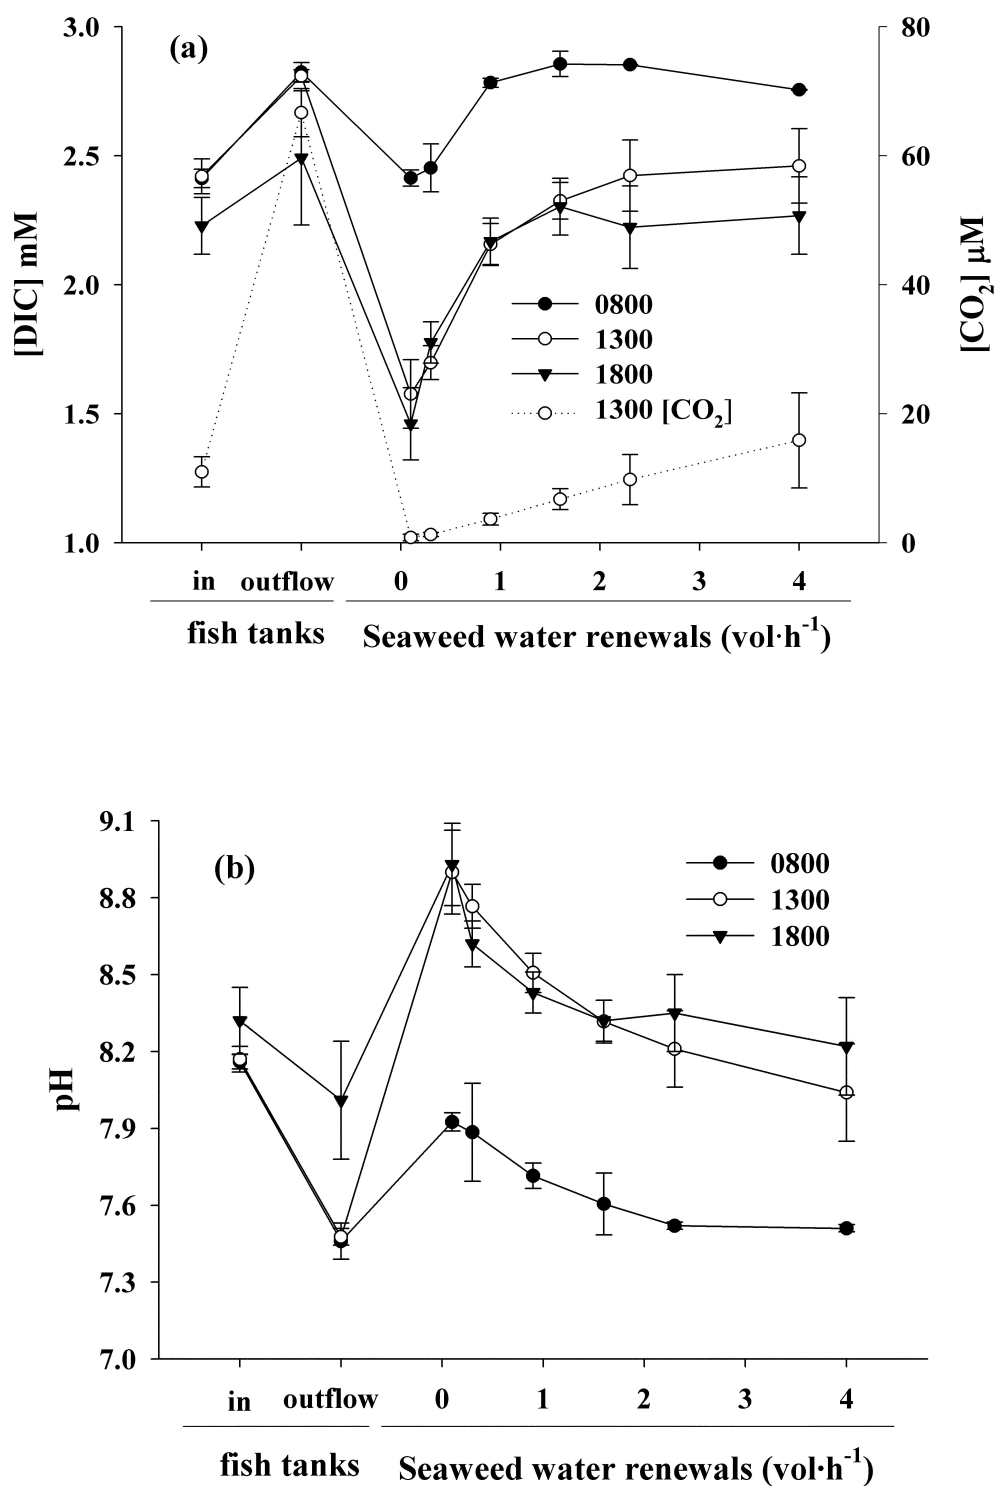 (a)
3.0
2.5
2.0
1.5
1.0
[DIC] mM
80
60
40
20
0
[CO2] µM
0800
1300
1800
1300 [CO2]
in outflow 0 1 2 3 4
fish tanks Seaweed water renewals (vol·h-1)
(b)
9.1
8.8
8.5
8.2
7.9
7.6
7.3
7.0
pH
0800
1300
1800
in outflow 0 1 2 3 4
fish tanks Seaweed water renewals (vol·h-1)